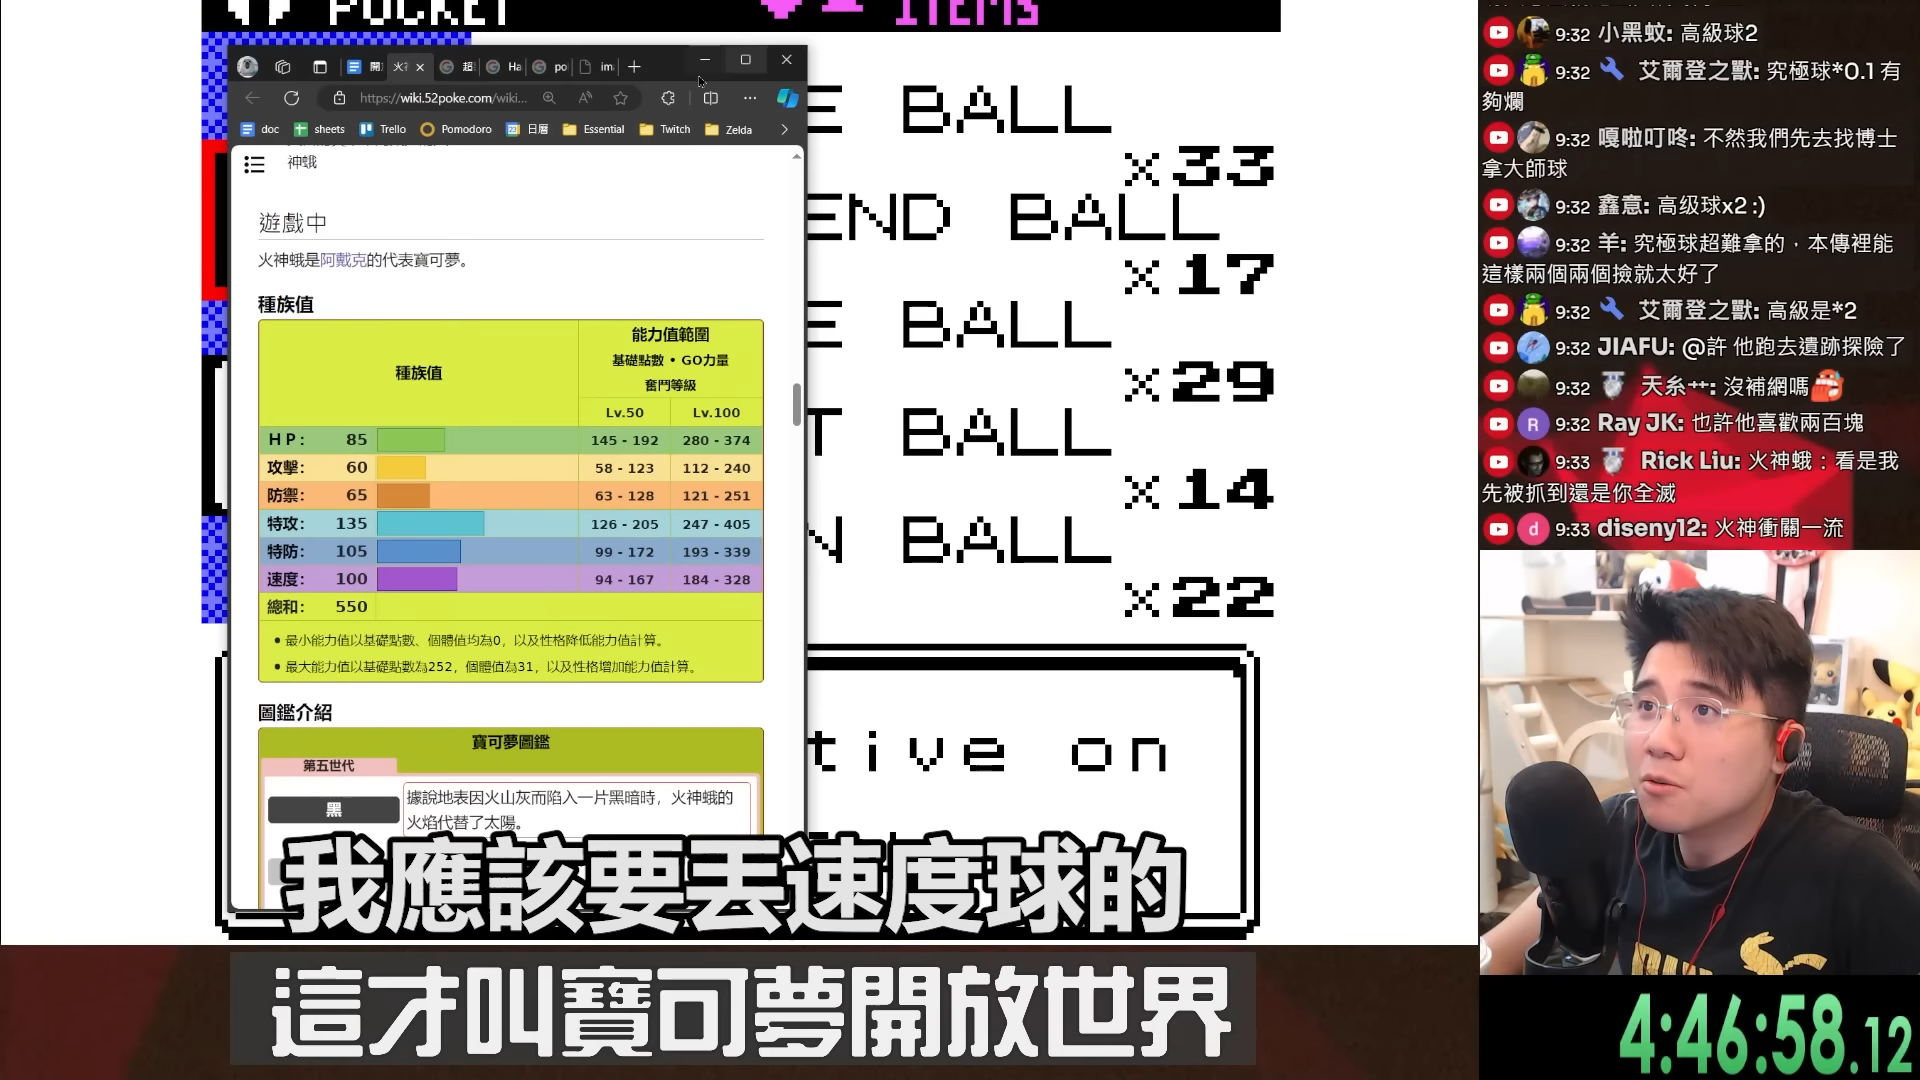 POCKET
ITEMS
開
火神
超
Ha
po
im
https://wiki.52poke.com/wiki...
doc
sheets
Trello
Pomodoro
日曆
Essential
Twitch
Zelda
神蛾
遊戲中
火神蛾是阿戴克的代表寶可夢。
種族值
種族值
能力值範圍
基礎點數 • GO力量
奮鬥等級
Lv.50 Lv.100
HP: 85 145 - 192 280 - 374
攻擊: 60 58 - 123 112 - 240
防禦: 65 63 - 128 121 - 251
特攻: 135 126 - 205 247 - 405
特防: 105 99 - 172 193 - 339
速度: 100 94 - 167 184 - 328
總和: 550
• 最小能力值以基礎點數、個體值均為0，以及性格降低能力值計算。
• 最大能力值以基礎點數為252，個體值為31，以及性格增加能力值計算。
圖鑑介紹
寶可夢圖鑑
第五世代
黑
據說地表因火山灰而陷入一片黑暗時，火神蛾的
火焰代替了太陽。
E BALL
×33
END BALL
×17
E BALL
×29
T BALL
×14
N BALL
×22
tive on
我應該要丟速度球的
這才叫寶可夢開放世界
9:32 小黑蚊: 高級球2
9:32 艾爾登之獸: 究極球*0.1 有
夠爛
9:32 嘎啦叮咚: 不然我們先去找博士
拿大師球
9:32 鑫意: 高级球x2 :)
9:32 羊: 究極球超難拿的，本傳裡能
這樣兩個兩個撿就太好了
9:32 艾爾登之獸: 高級是*2
9:32 JIAFU: @許 他跑去遺跡探險了
9:32 天糸艹: 沒補網嗎
R 9:32 Ray JK: 也許他喜歡兩百塊
9:33 Rick Liu: 火神蛾：看是我
先被抓到還是你全滅
d 9:33 diseny12: 火神衝關一流
4:46:58.12